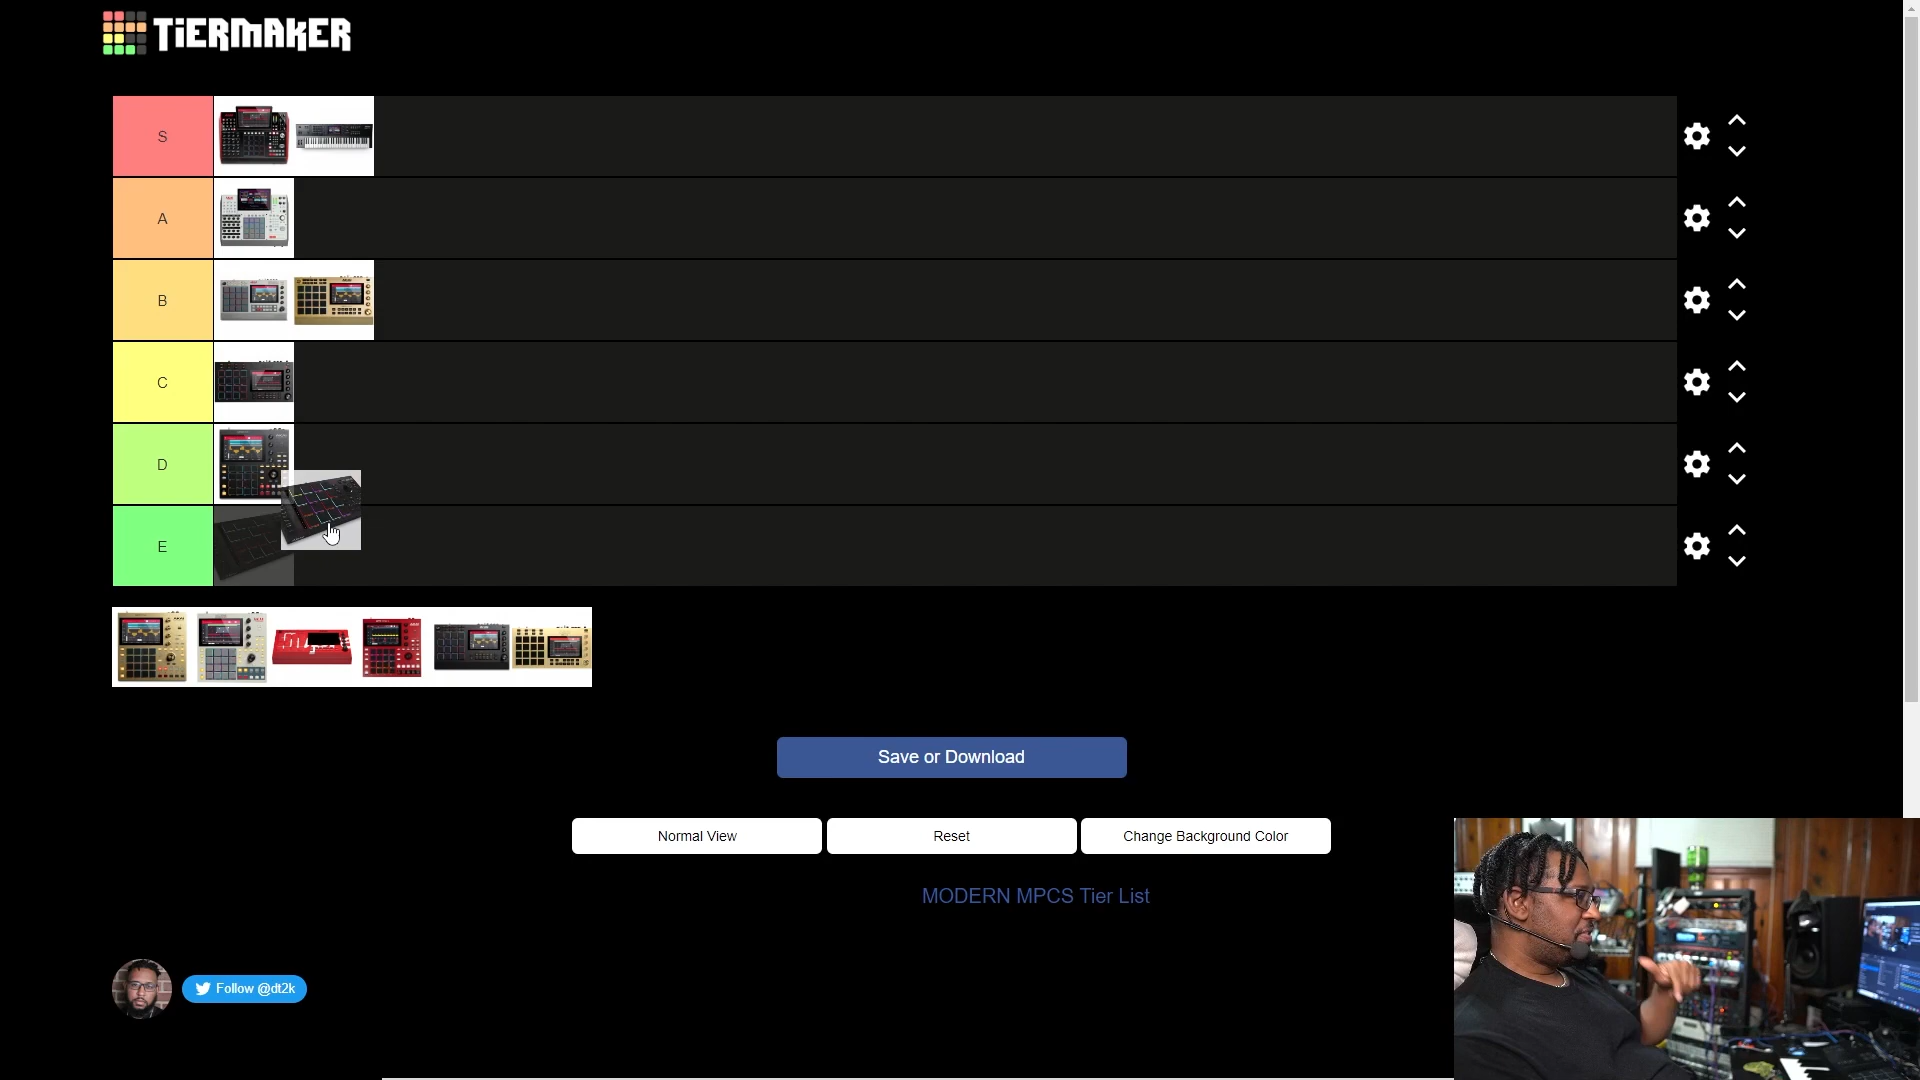 TiERMAKER
S
A
B
C
D
E
Save or Download
Normal View
Reset
Change Background Color
MODERN MPCS Tier List
Follow @dt2k